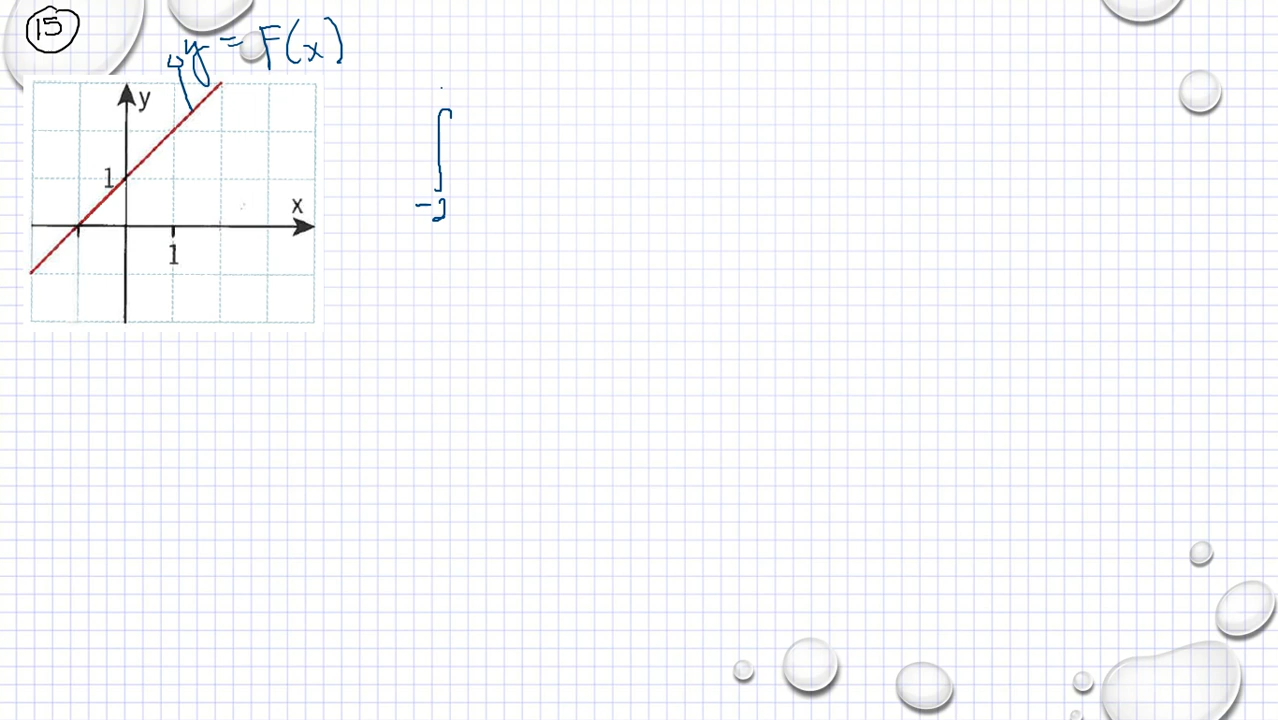 15
y = F(x)
y
1
x
1
∫
-2